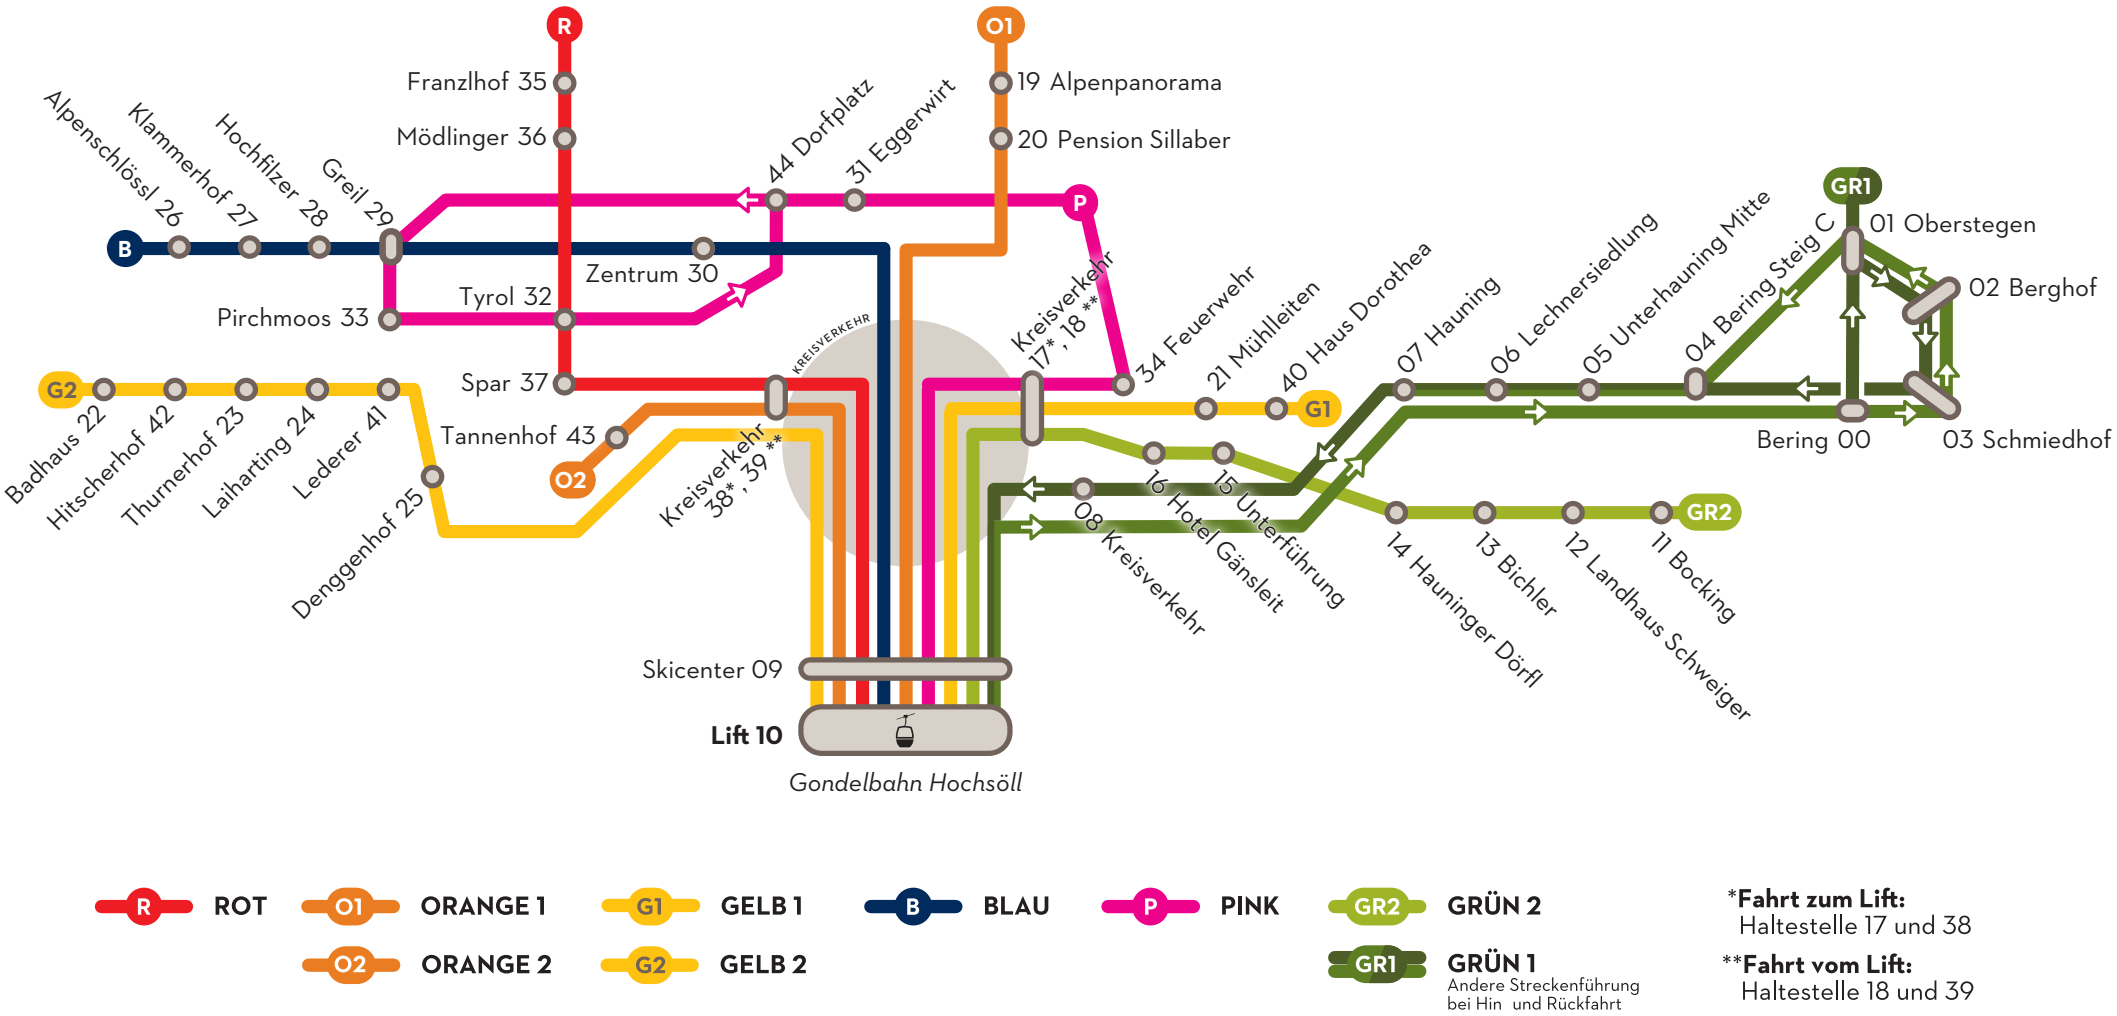 R
O1
Franzlhof 35
19 Alpenpanorama
Mödlinger 36
20 Pension Sillaber
Alpenschlössl 26
Klammerhof 27
Hochfilzer 28
Greil 29
44 Dorfplatz
31 Eggerwirt
P
B
Zentrum 30
Tyrol 32
Pirchmoos 33
KREISVERKEHR
Kreisverkehr
17*, 18**
34 Feuerwehr
21 Mühlleiten
40 Haus Dorothea
G1
07 Hauning
06 Lechnersiedlung
05 Unterhauning Mitte
04 Bering Steig C
GR1
01 Oberstegen
02 Berghof
03 Schmiedhof
Bering 00
Spar 37
G2
Badhaus 22
Hitscherhof 42
Thurnerhof 23
Laiharting 24
Lederer 41
Denggenhof 25
Tannenhof 43
O2
Kreisverkehr
38*, 39**
08 Kreisverkehr
16 Hotel Gänsleit
15 Unterführung
14 Hauninger Dörfl
13 Bichler
12 Landhaus Schweiger
11 Bocking
GR2
Skicenter 09
Lift 10
Gondelbahn Hochsöll
R ROT
O1 ORANGE 1
G1 GELB 1
B BLAU
P PINK
GR2 GRÜN 2
O2 ORANGE 2
G2 GELB 2
GR1 GRÜN 1
Andere Streckenführung
bei Hin und Rückfahrt
*Fahrt zum Lift:
Haltestelle 17 und 38
**Fahrt vom Lift:
Haltestelle 18 und 39